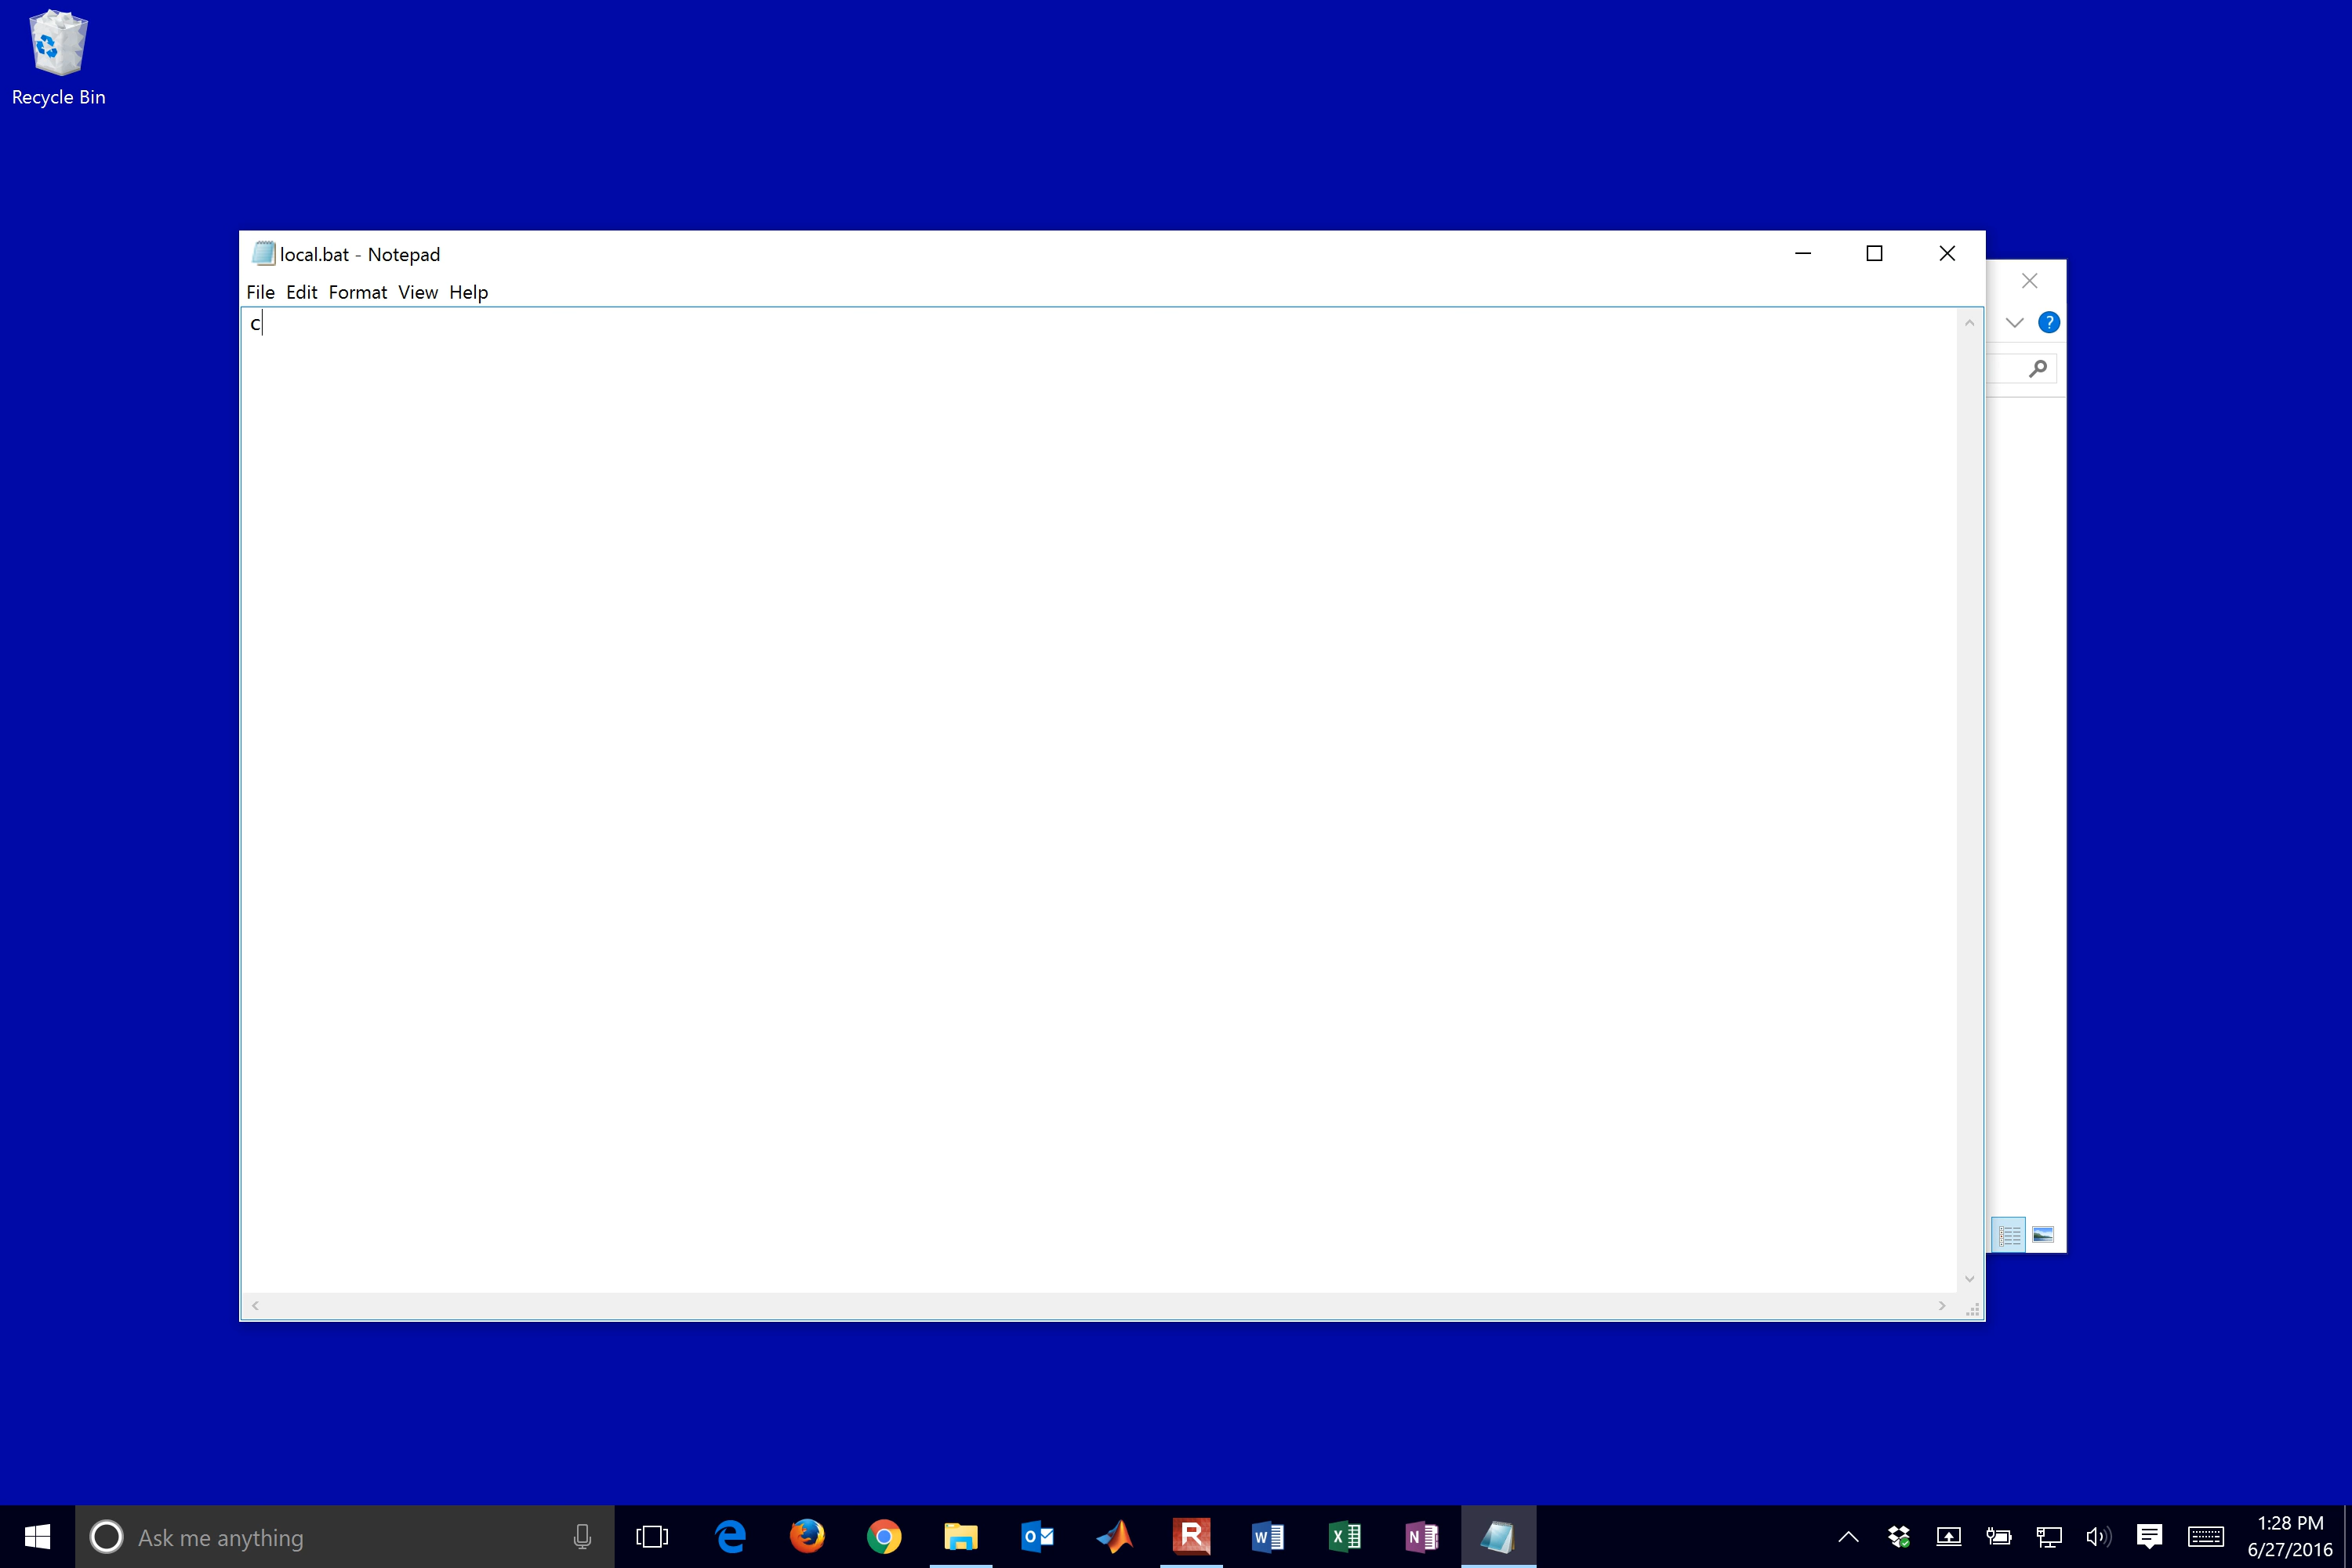 Recycle Bin
local.bat - Notepad
File Edit Format View Help
c
?
Ask me anything
O
R
W
X
N
1:28 PM
6/27/2016